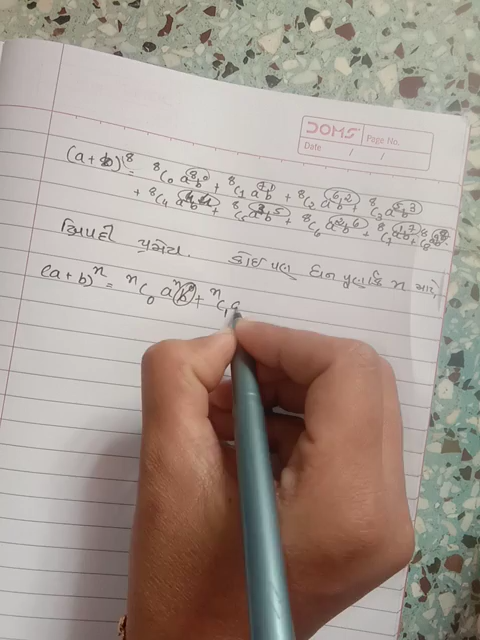 DOMS
Page No.
Date / /
(a+b)⁸ = ⁸C₀ a⁸b⁰ + ⁸C₁ a⁷b¹ + ⁸C₂ a⁶b² + ⁸C₃ a⁵b³
+ ⁸C₄ a⁴b⁴ + ⁸C₅ a³b⁵ + ⁸C₆ a²b⁶ + ⁸C₇ a¹b⁷ + ⁸C₈ a⁰b⁸
દ્વિપદી પ્રમેય. કોઈ પણ ધન પૂર્ણાંક n માટે,
(a+b)ⁿ = ⁿC₀ aⁿb⁰ + ⁿC₁ a